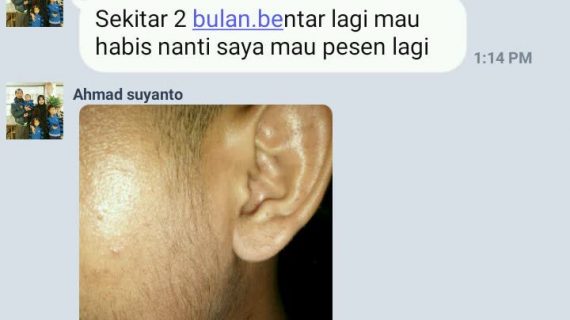 Sekitar 2 bulan.bentar lagi mau
habis nanti saya mau pesen lagi
1:14 PM
Ahmad suyanto